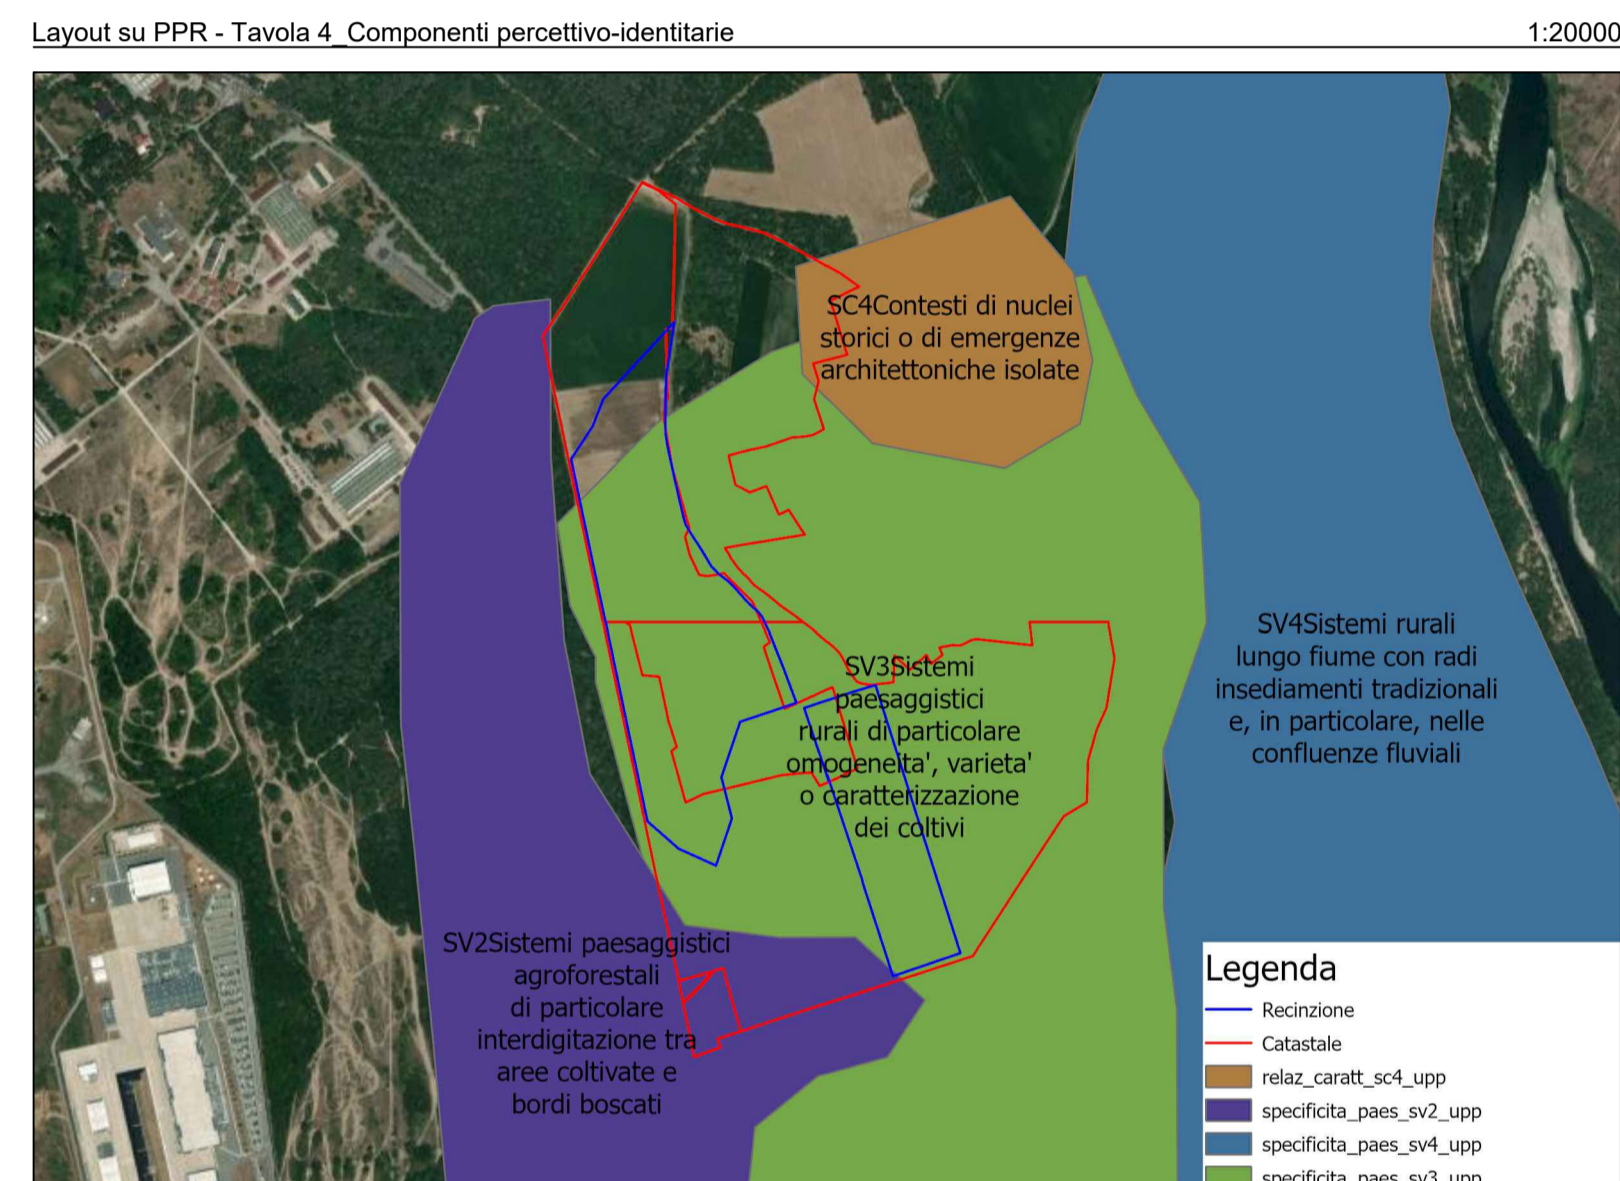 Layout su PPR - Tavola 4_Componenti percettivo-identitarie
1:20000
SC4Contesti di nuclei
storici o di emergenze
architettoniche isolate
SV4Sistemi rurali
lungo fiume con radi
insediamenti tradizionali
e, in particolare, nelle
confluenze fluviali
SV3Sistemi
paesaggistici
rurali di particolare
omogeneita', varieta'
o caratterizzazione
dei coltivi
SV2Sistemi paesaggistici
agroforestali
di particolare
interdigitazione tra
aree coltivate e
bordi boscati
Legenda
Recinzione
Catastale
relaz_caratt_sc4_upp
specificita_paes_sv2_upp
specificita_paes_sv4_upp
specificita_paes_sv3_upp